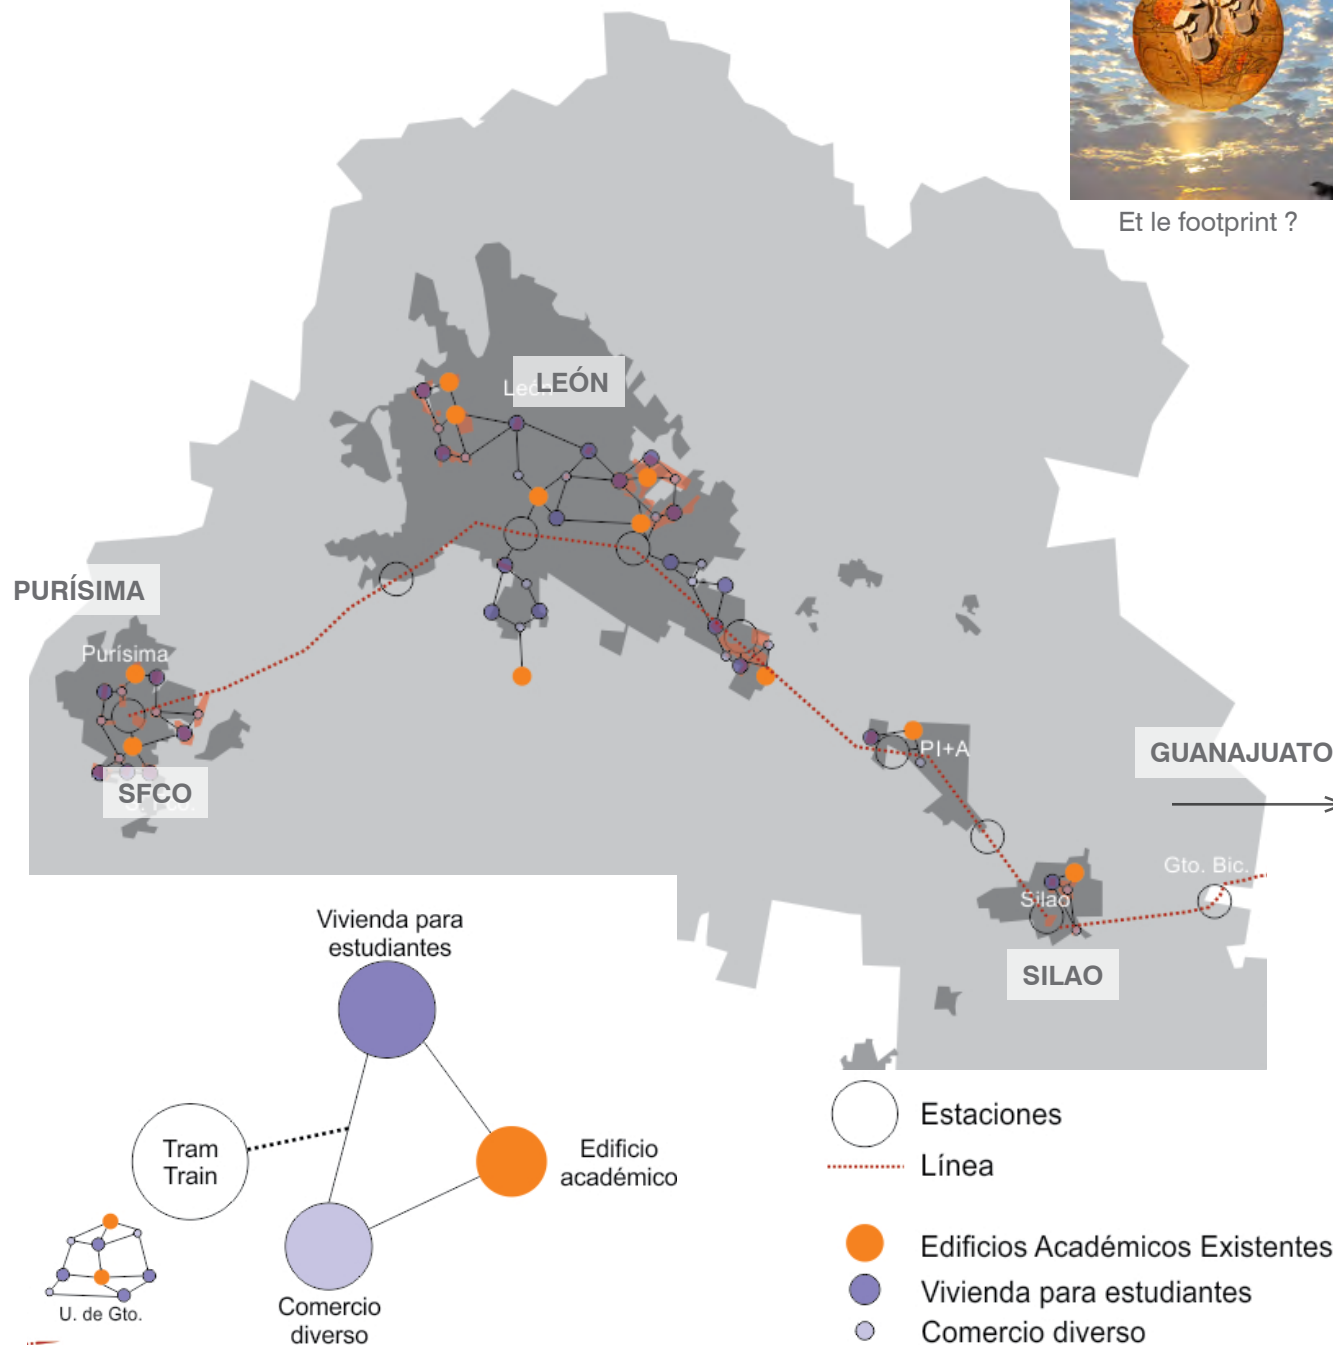 Et le footprint ?
León
LEÓN
PURÍSIMA
Purísima
SFCO
PI+A
GUANAJUATO
Gto. Bic.
Silao
SILAO
Vivienda para
estudiantes
Tram
Train
Edificio
académico
Comercio
diverso
U. de Gto.
Estaciones
Línea
Edificios Académicos Existentes
Vivienda para estudiantes
Comercio diverso